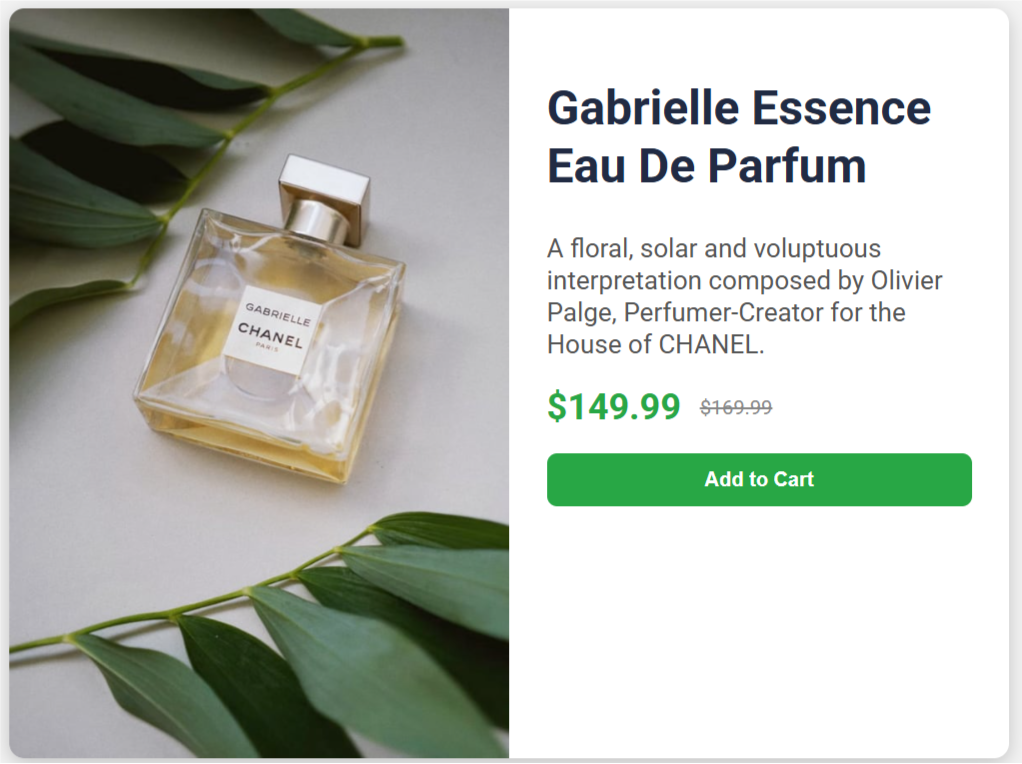 GABRIELLE
CHANEL
PARIS
Gabrielle Essence
Eau De Parfum
A floral, solar and voluptuous
interpretation composed by Olivier
Palge, Perfumer-Creator for the
House of CHANEL.
$149.99 $169.99
Add to Cart